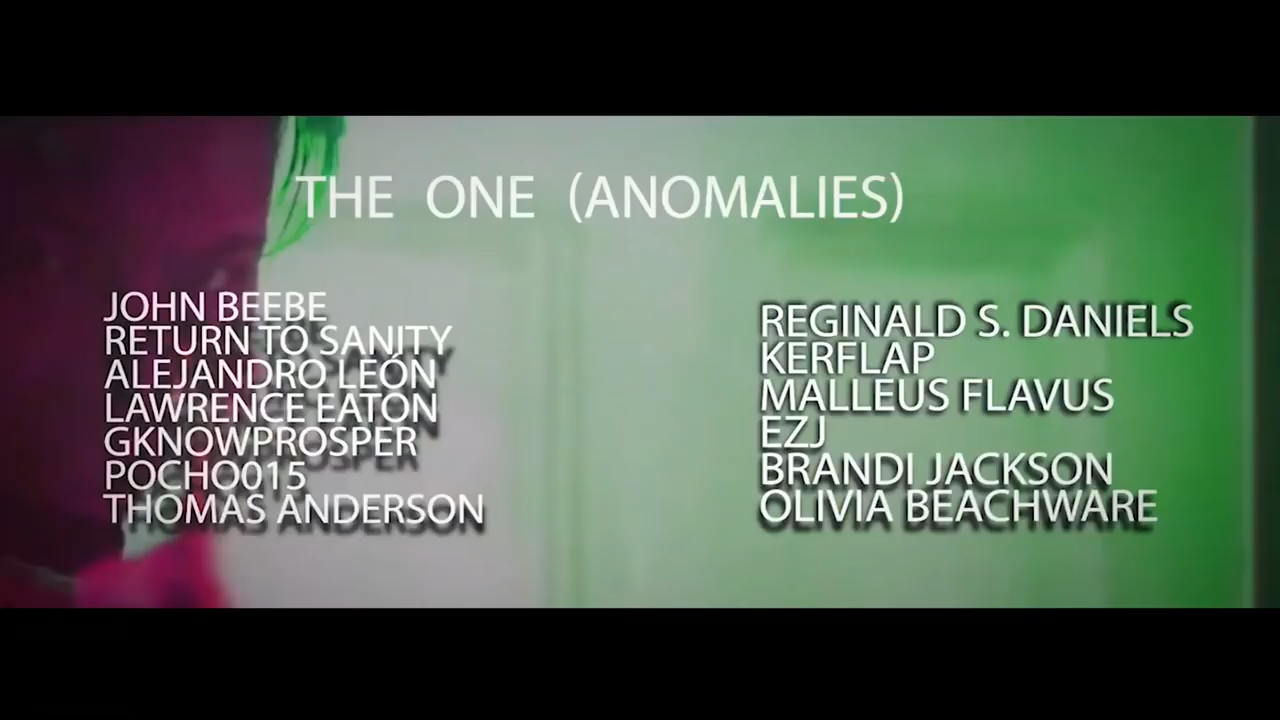 THE ONE (ANOMALIES)
JOHN BEEBE
RETURN TO SANITY
ALEJANDRO LEÓN
LAWRENCE EATON
GKNOWPROSPER
POCHO015
THOMAS ANDERSON
REGINALD S. DANIELS
KERFLAP
MALLEUS FLAVUS
EZJ
BRANDI JACKSON
OLIVIA BEACHWARE